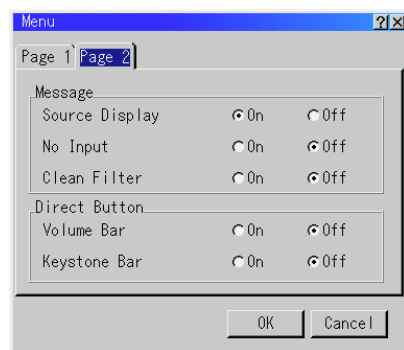 Menu ? ×
Page 1 Page 2
Message
Source Display On Off
No Input On Off
Clean Filter On Off
Direct Button
Volume Bar On Off
Keystone Bar On Off
OK Cancel